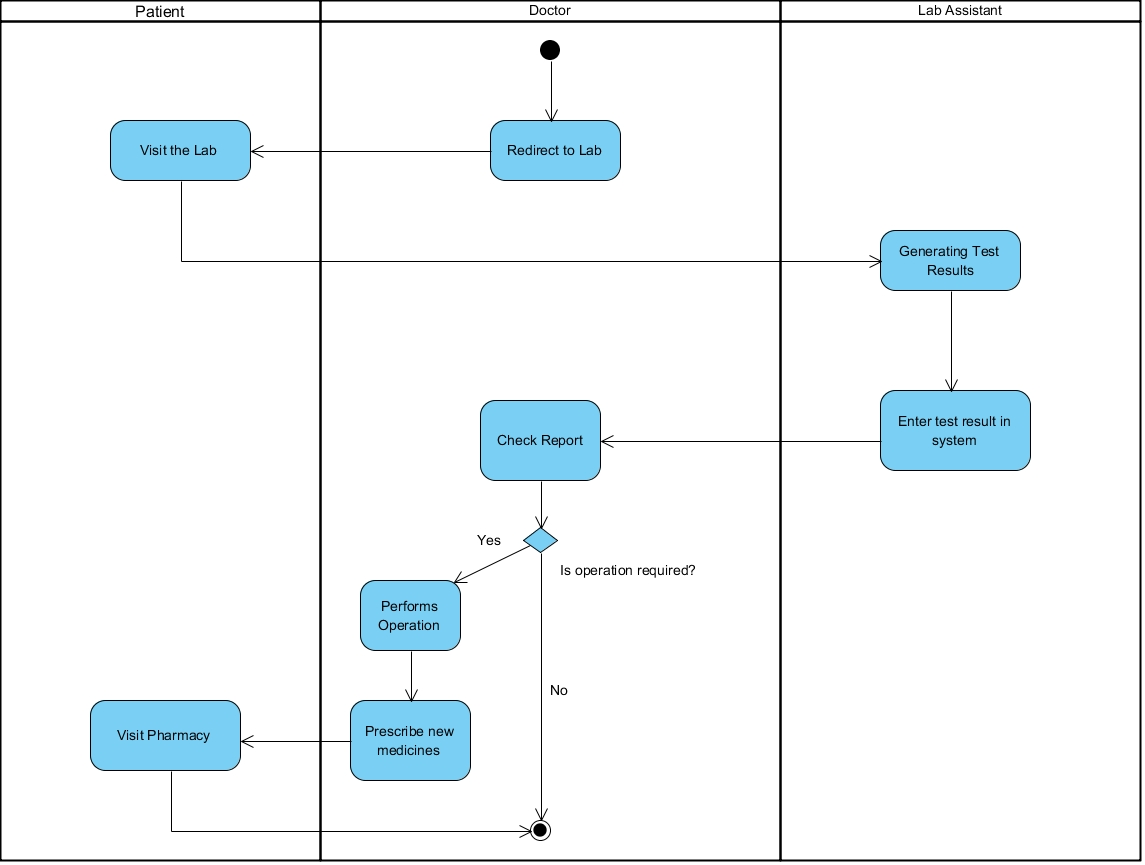 Patient
Doctor
Lab Assistant
Visit the Lab
Redirect to Lab
Generating Test
Results
Enter test result in
system
Check Report
Yes
Is operation required?
Performs
Operation
No
Visit Pharmacy
Prescribe new
medicines